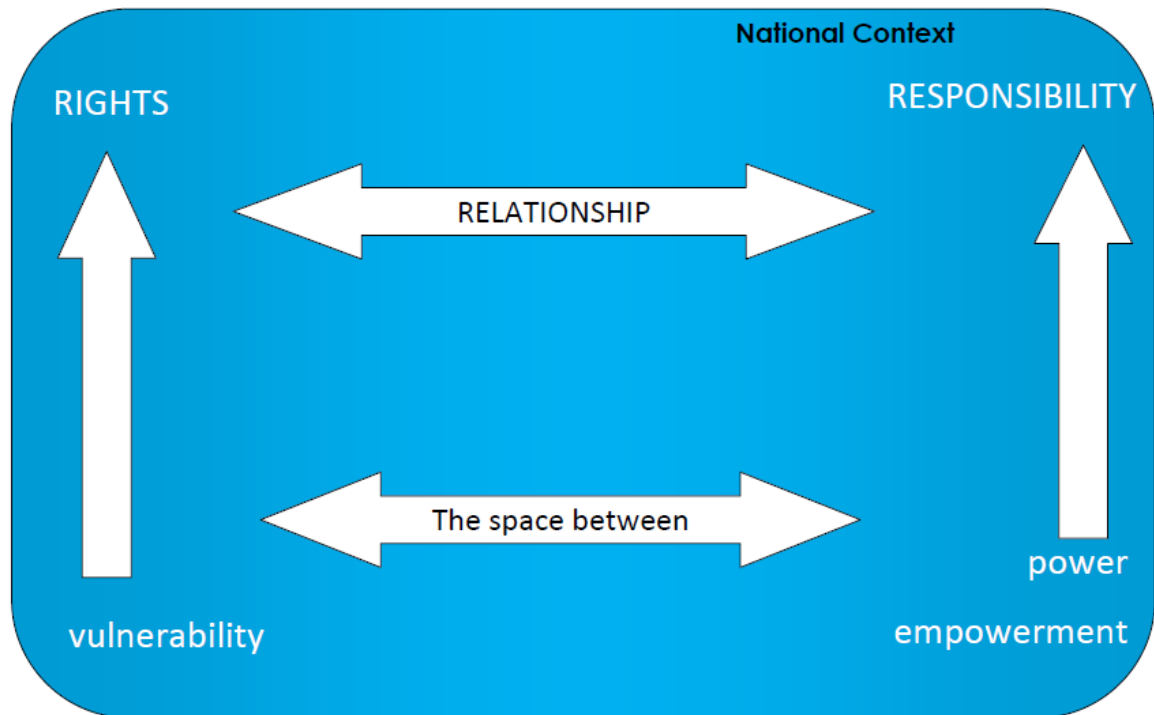 National Context
RIGHTS
RESPONSIBILITY
RELATIONSHIP
The space between
power
vulnerability
empowerment